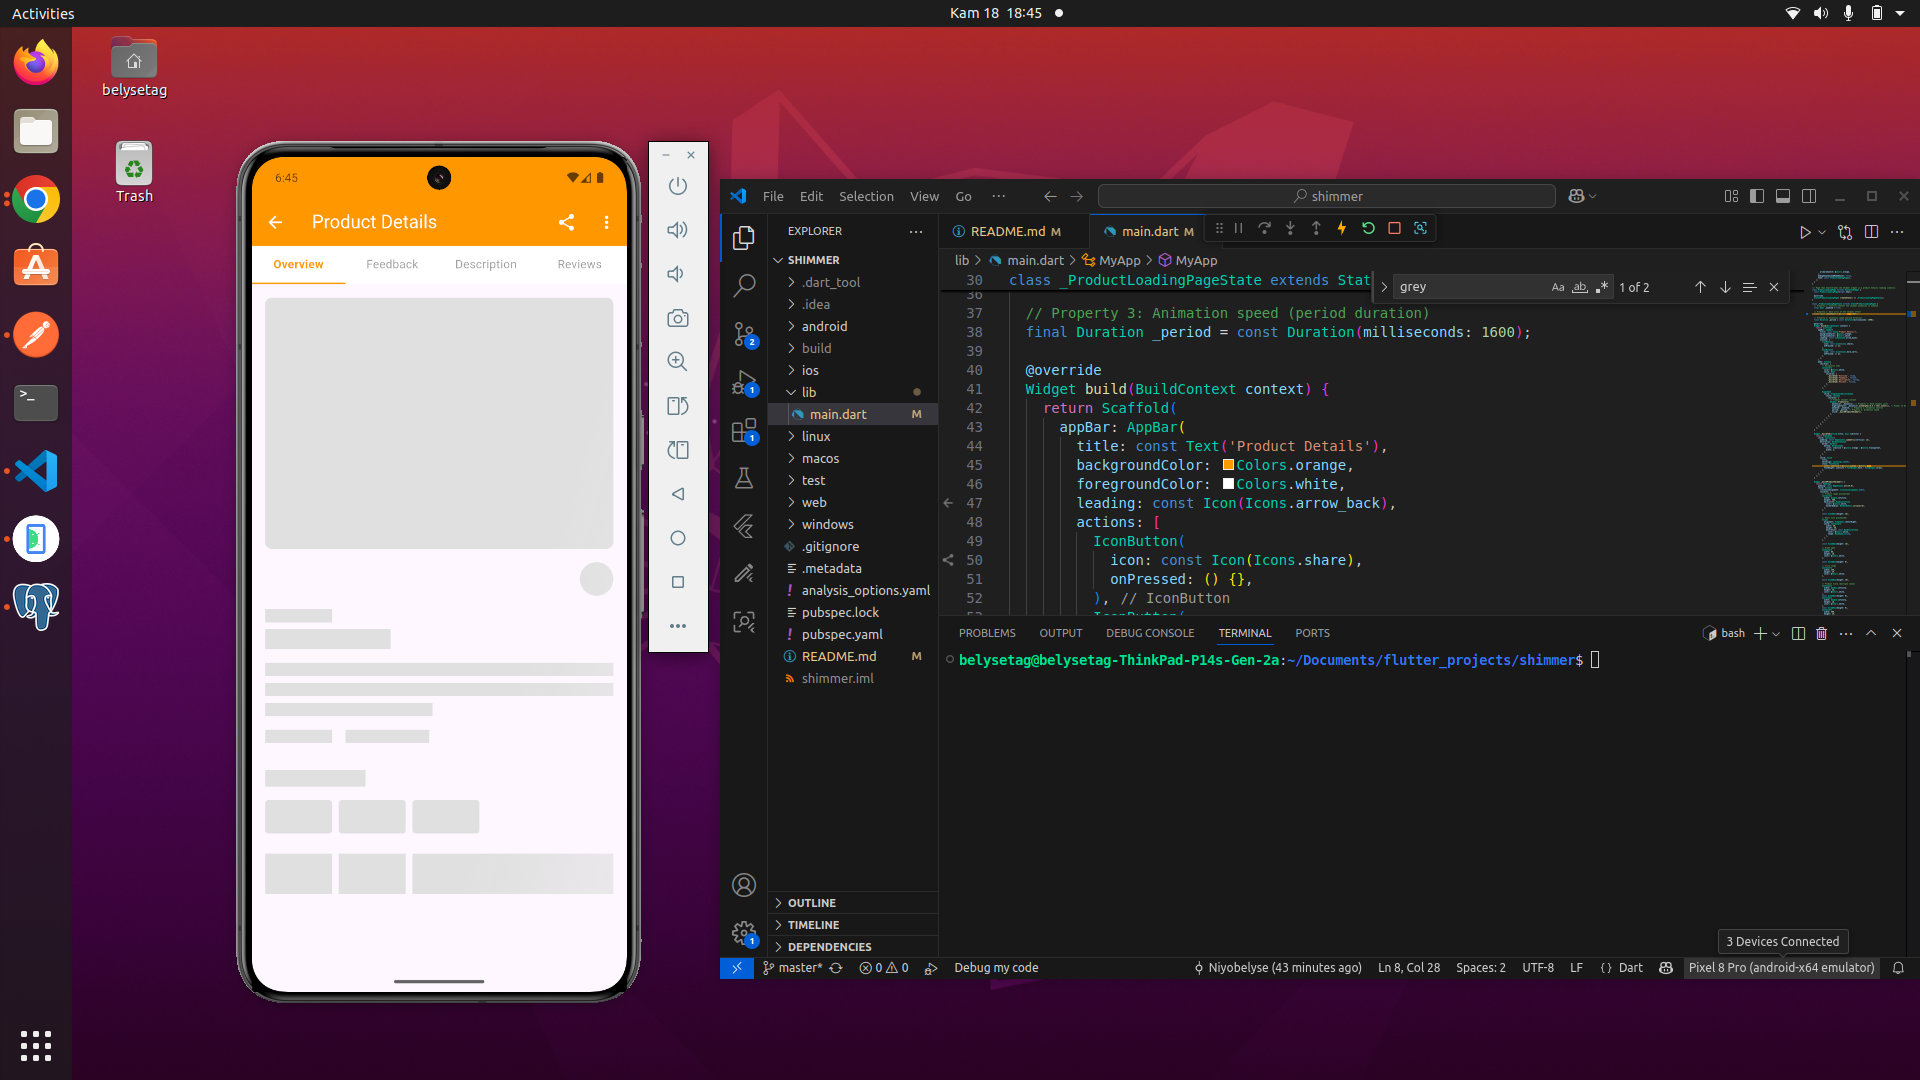 Activities
Kam 18 18:45
belysetag
Trash
6:45
Product Details
Overview
Feedback
Description
Reviews
File Edit Selection View Go ···
shimmer
EXPLORER
README.md M
main.dart M
lib > main.dart > MyApp > MyApp
SHIMMER
.dart_tool
.idea
android
build
ios
lib
main.dart M
linux
macos
test
web
windows
.gitignore
.metadata
analysis_options.yaml
pubspec.lock
pubspec.yaml
README.md M
shimmer.iml
OUTLINE
TIMELINE
DEPENDENCIES
grey
Aa ab .*
1 of 2
30 class _ProductLoadingPageState extends Stat
36
37 // Property 3: Animation speed (period duration)
38 final Duration _period = const Duration(milliseconds: 1600);
39
40 @override
41 Widget build(BuildContext context) {
42 return Scaffold(
43 appBar: AppBar(
44 title: const Text('Product Details'),
45 backgroundColor: Colors.orange,
46 foregroundColor: Colors.white,
47 leading: const Icon(Icons.arrow_back),
48 actions: [
49 IconButton(
50 icon: const Icon(Icons.share),
51 onPressed: () {},
52 ), // IconButton
53 IconButton(
PROBLEMS OUTPUT DEBUG CONSOLE TERMINAL PORTS
bash
belysetag@belysetag-ThinkPad-P14s-Gen-2a:~/Documents/flutter_projects/shimmer$
2
1
1
1
3 Devices Connected
master* 0 0 Debug my code
Niyobelyse (43 minutes ago) Ln 8, Col 28 Spaces: 2 UTF-8 LF {} Dart Pixel 8 Pro (android-x64 emulator)